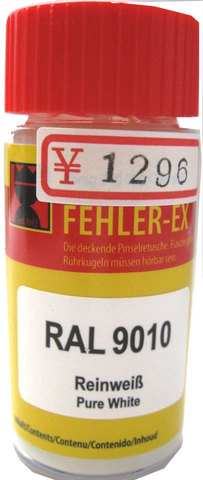 ¥ 1296
FEHLER-EX
Die deckende Pinselretusche. Flasche
Rührkugeln müssen hörbar sein.
RAL 9010
Reinweiß
Pure White
Inhalt/Contents/Contenu/Contenido/Inhoud